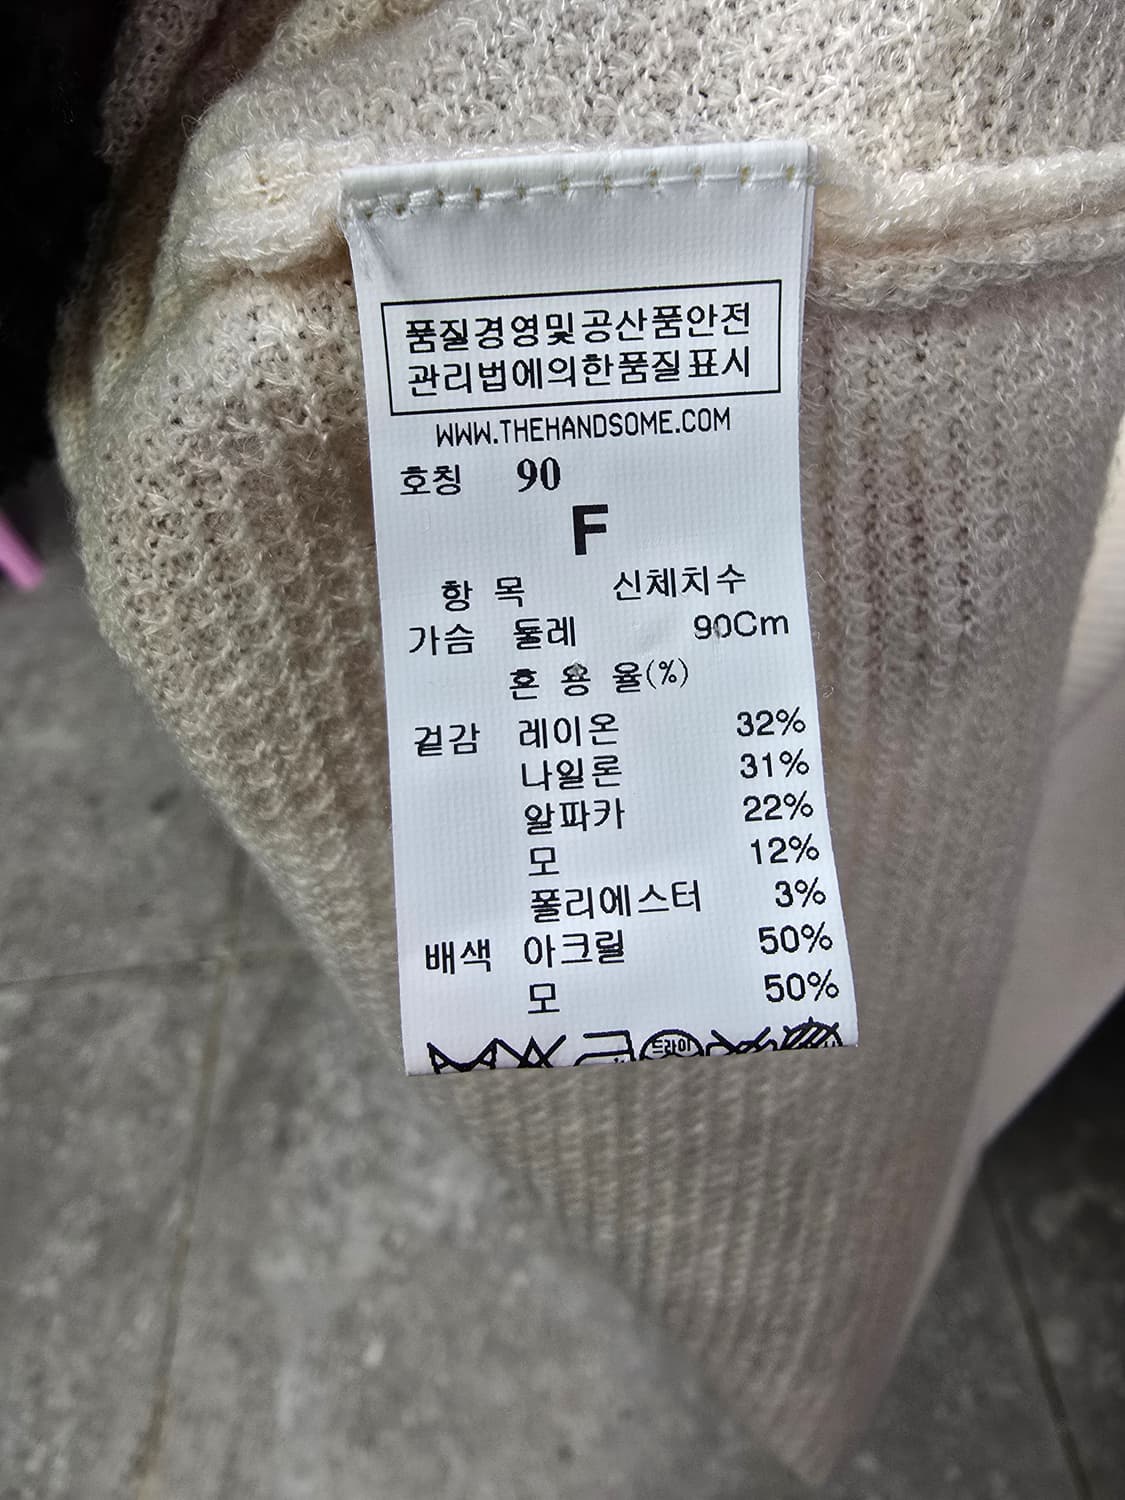 품질경영및공산품안전
관리법에의한품질표시
WWW.THEHANDSOME.COM
호칭 90
F
항 목 신체치수
가슴 둘레 90Cm
혼 용 율(%)
겉감 레이온 32%
나일론 31%
알파카 22%
모 12%
폴리에스터 3%
배색 아크릴 50%
모 50%
드라이